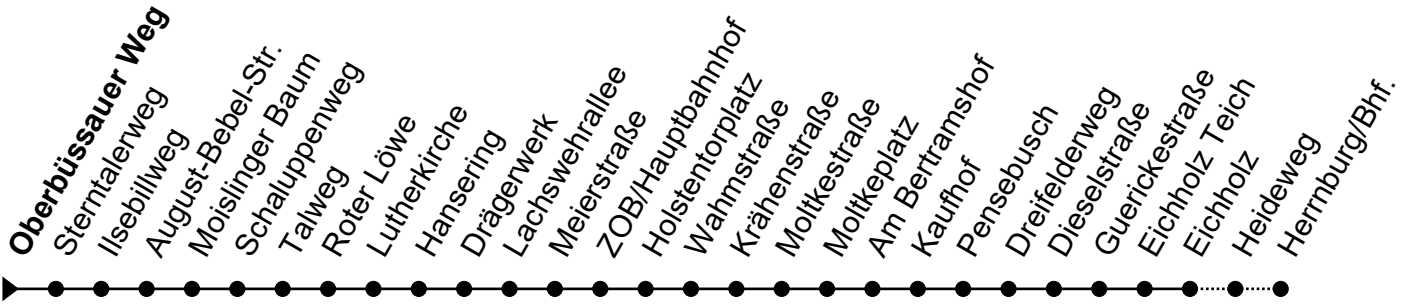 Oberbüssauer Weg
Sterntalerweg
Ilsebillweg
August-Bebel-Str.
Moislinger Baum
Schaluppenweg
Talweg
Roter Löwe
Lutherkirche
Hansering
Drägerwerk
Lachswehrallee
Meierstraße
ZOB/Hauptbahnhof
Holstentorplatz
Wahmstraße
Krähenstraße
Moltkestraße
Moltkeplatz
Am Bertramshof
Kaufhof
Pensebusch
Dreifelderweg
Dieselstraße
Guerickestraße
Eichholz Teich
Eichholz
Heideweg
Herrnburg/Bhf.